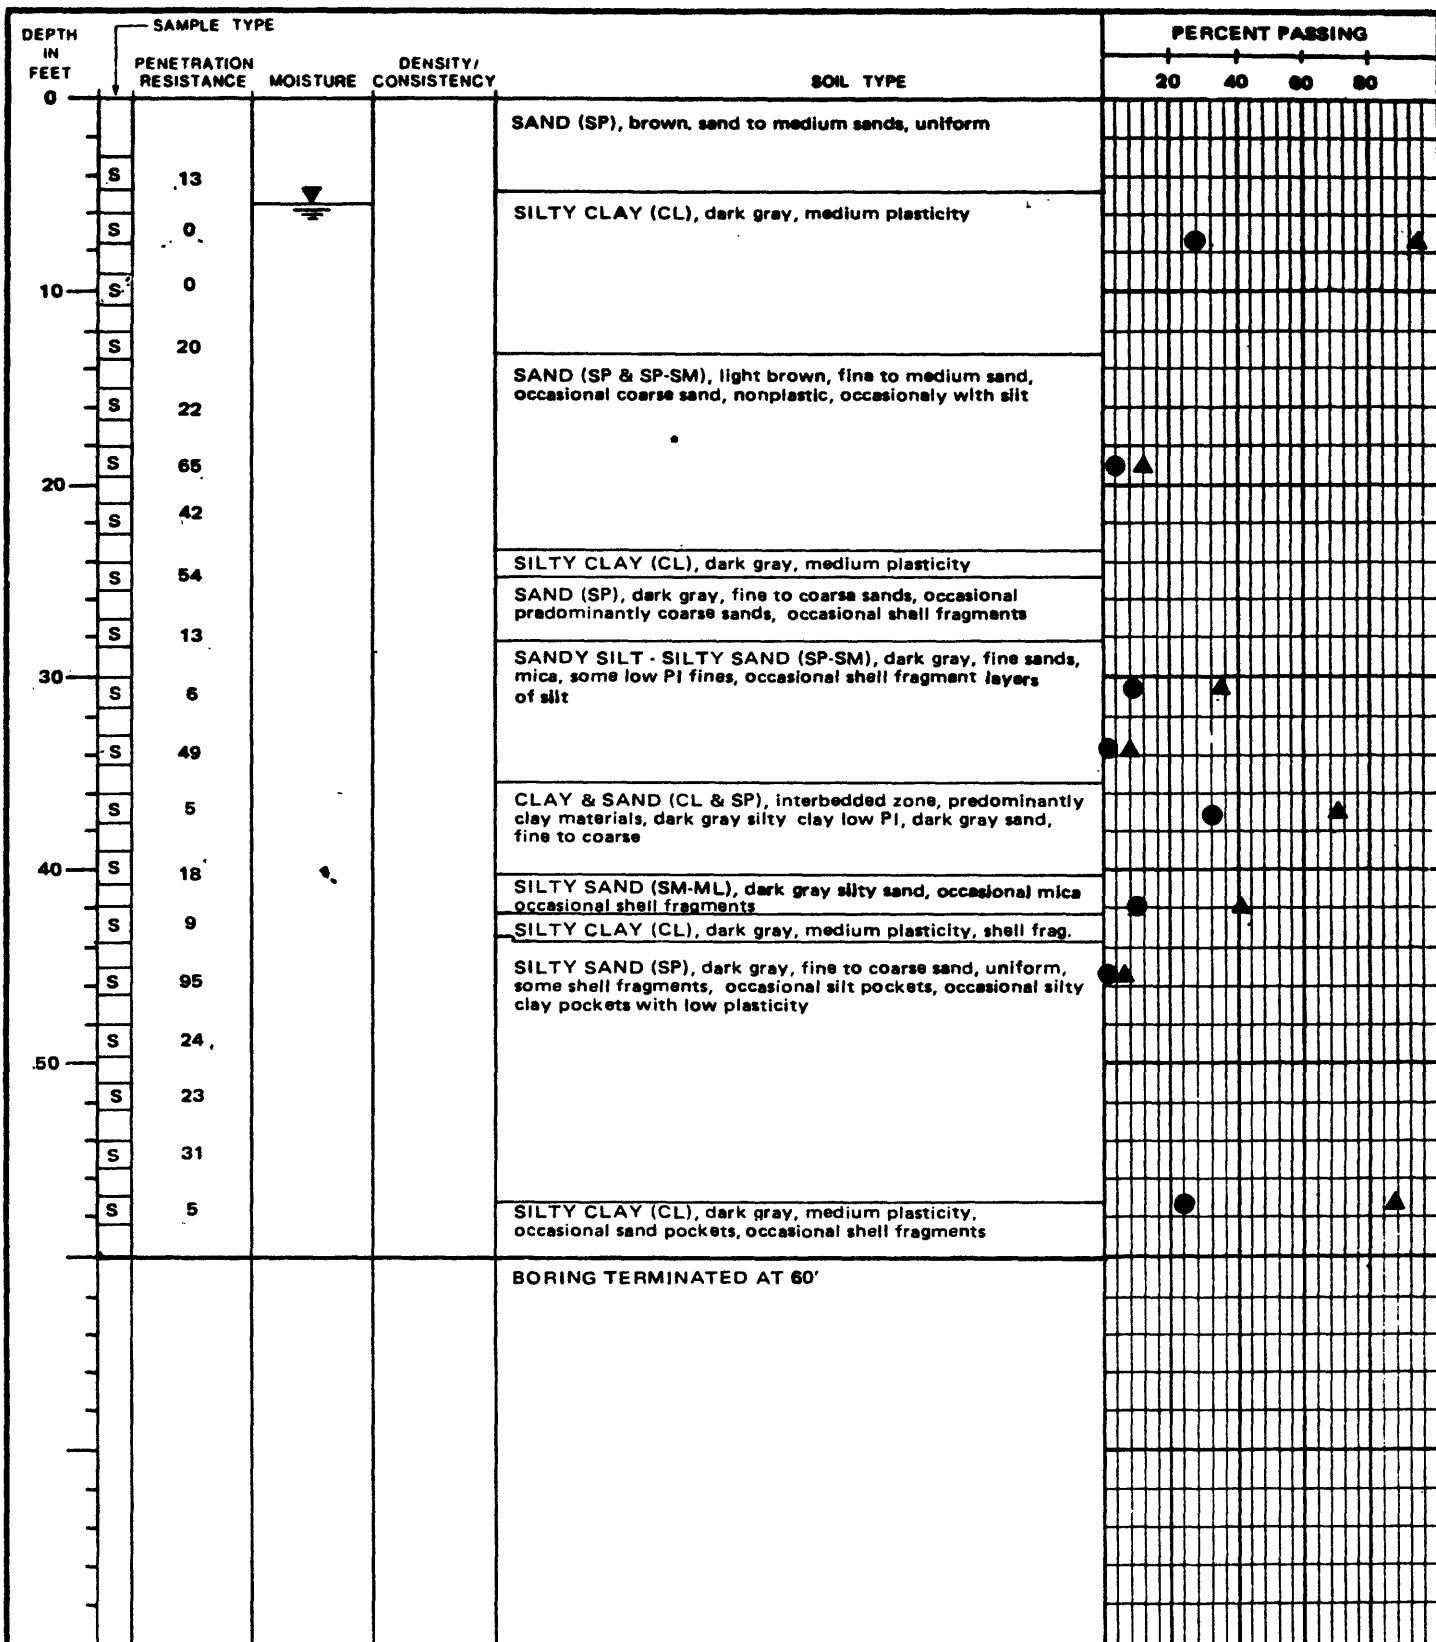 SAMPLE TYPE
DEPTH
IN
FEET
PENETRATION
RESISTANCE
MOISTURE
DENSITY/
CONSISTENCY
SOIL TYPE
PERCENT PASSING
20 40 60 80
0
SAND (SP), brown, sand to medium sands, uniform
S 13
SILTY CLAY (CL), dark gray, medium plasticity
S 0
10 S 0
S 20
SAND (SP & SP-SM), light brown, fine to medium sand,
occasional coarse sand, nonplastic, occasionaly with silt
S 22
S 65
20
S 42
SILTY CLAY (CL), dark gray, medium plasticity
S 54
SAND (SP), dark gray, fine to coarse sands, occasional
predominantly coarse sands, occasional shell fragments
S 13
SANDY SILT - SILTY SAND (SP-SM), dark gray, fine sands,
mica, some low PI fines, occasional shell fragment layers
of silt
30
S 6
S 49
CLAY & SAND (CL & SP), interbedded zone, predominantly
clay materials, dark gray silty clay low PI, dark gray sand,
fine to coarse
S 5
40 S 18
SILTY SAND (SM-ML), dark gray silty sand, occasional mica
occasional shell fragments
S 9
SILTY CLAY (CL), dark gray, medium plasticity, shell frag.
SILTY SAND (SP), dark gray, fine to coarse sand, uniform,
some shell fragments, occasional silt pockets, occasional silty
clay pockets with low plasticity
S 95
S 24
50
S 23
S 31
S 5
SILTY CLAY (CL), dark gray, medium plasticity,
occasional sand pockets, occasional shell fragments
BORING TERMINATED AT 60'